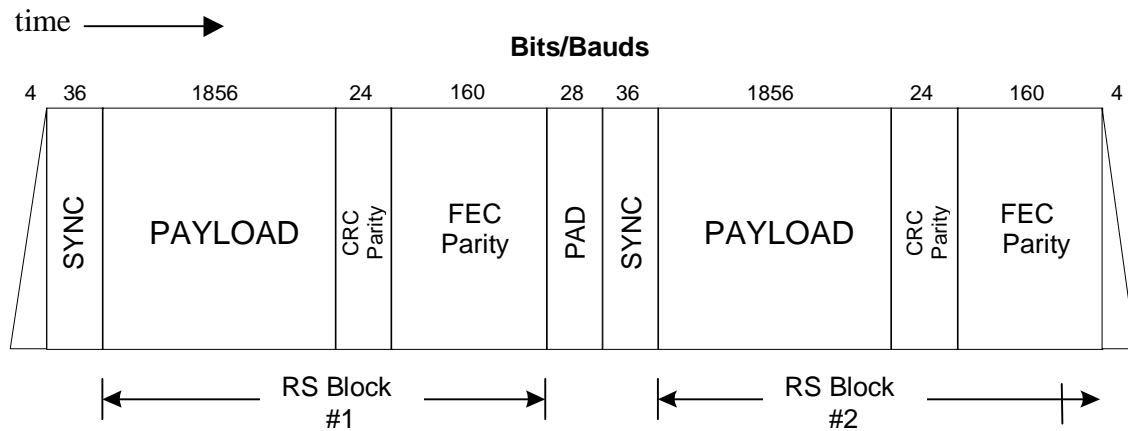 time
Bits/Bauds
4 36 1856 24 160 28 36 1856 24 160 4
SYNC
PAYLOAD
CRC
Parity
FEC
Parity
PAD
SYNC
PAYLOAD
CRC
Parity
FEC
Parity
RS Block
#1
RS Block
#2